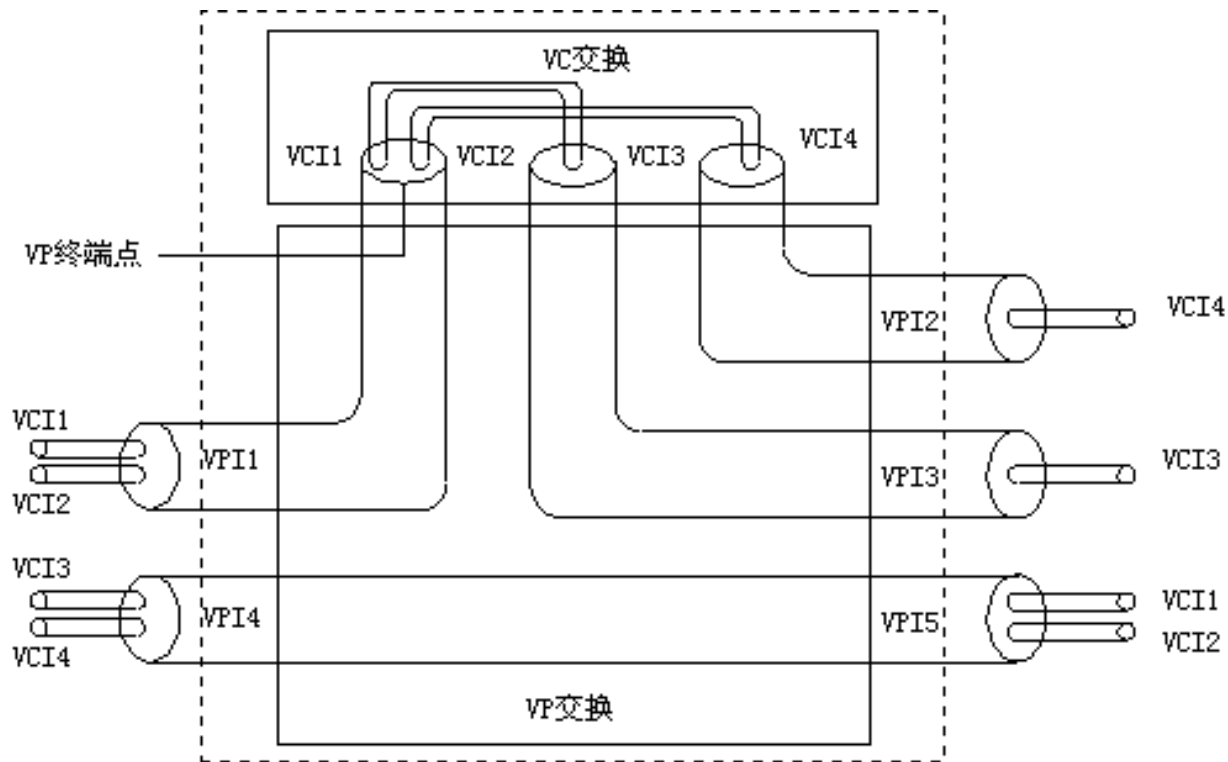 VC交换
VCI1
VCI2
VCI3
VCI4
VP终端点
VPI2
VCI4
VCI1
VPI1
VCI2
VPI3
VCI3
VCI3
VPI4
VCI4
VPI5
VCI1
VCI2
VP交换